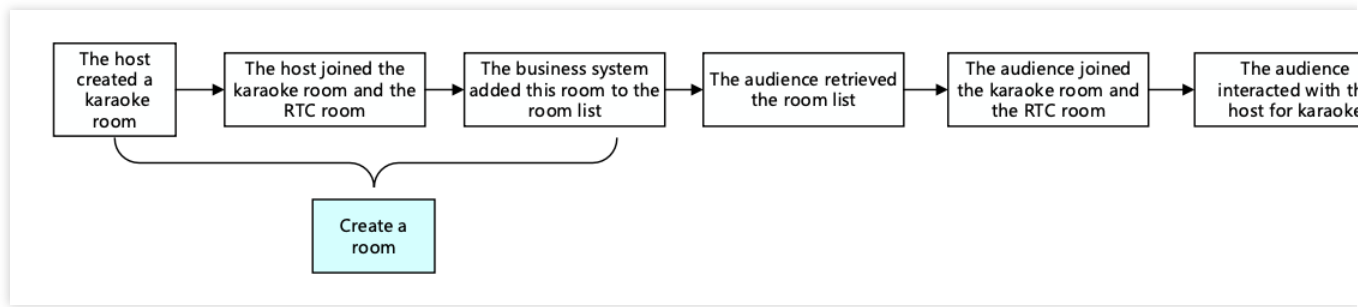 The host
created a
karaoke
room
The host joined the
karaoke room and the
RTC room
The business system
added this room to the
room list
The audience retrieved
the room list
The audience joined
the karaoke room and
the RTC room
The audience
interacted with
host for karaoke
Create a
room